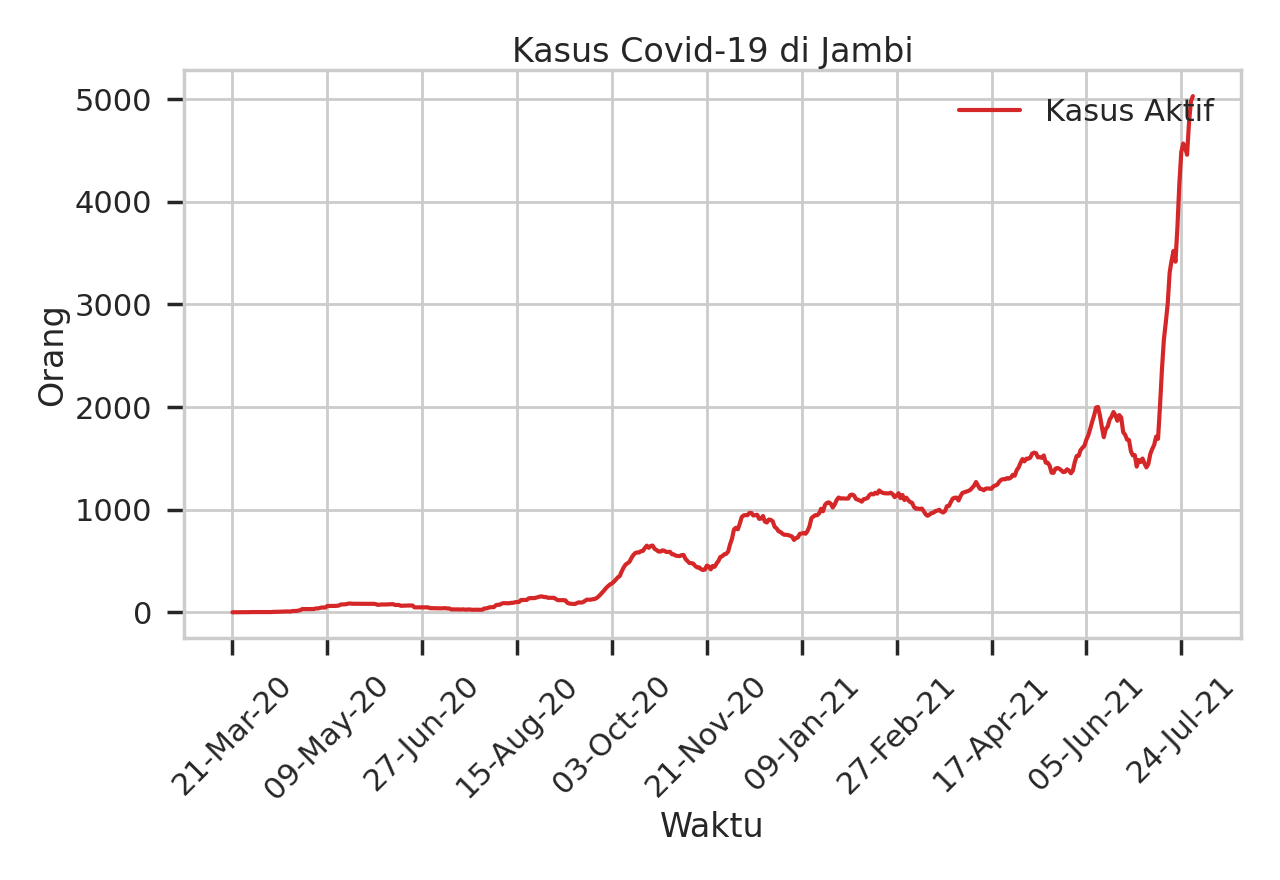 Kasus Covid-19 di Jambi
Kasus Aktif
5000
4000
3000
2000
1000
0
Orang
21-Mar-20
09-May-20
27-Jun-20
15-Aug-20
03-Oct-20
21-Nov-20
09-Jan-21
27-Feb-21
17-Apr-21
05-Jun-21
24-Jul-21
Waktu